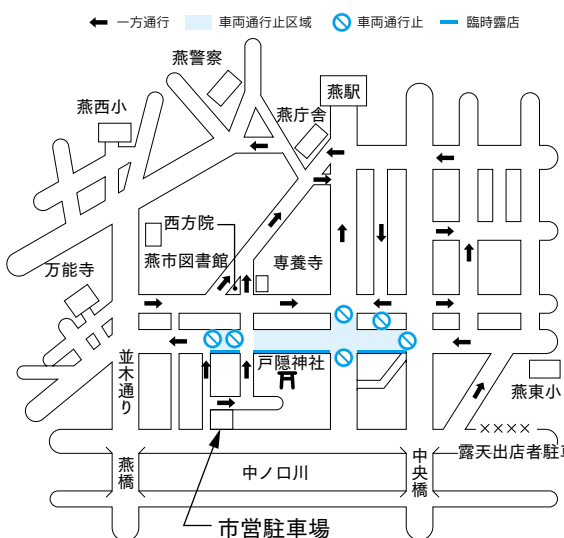 一方通行 車両通行止区域 車両通行止 臨時露店
燕警察
燕駅
燕西小
燕庁舎
西方院
燕市図書館
専養寺
万能寺
並木通り
戸隠神社
燕東小
××××
露天出店者駐車
燕橋
中ノ口川
中央橋
市営駐車場